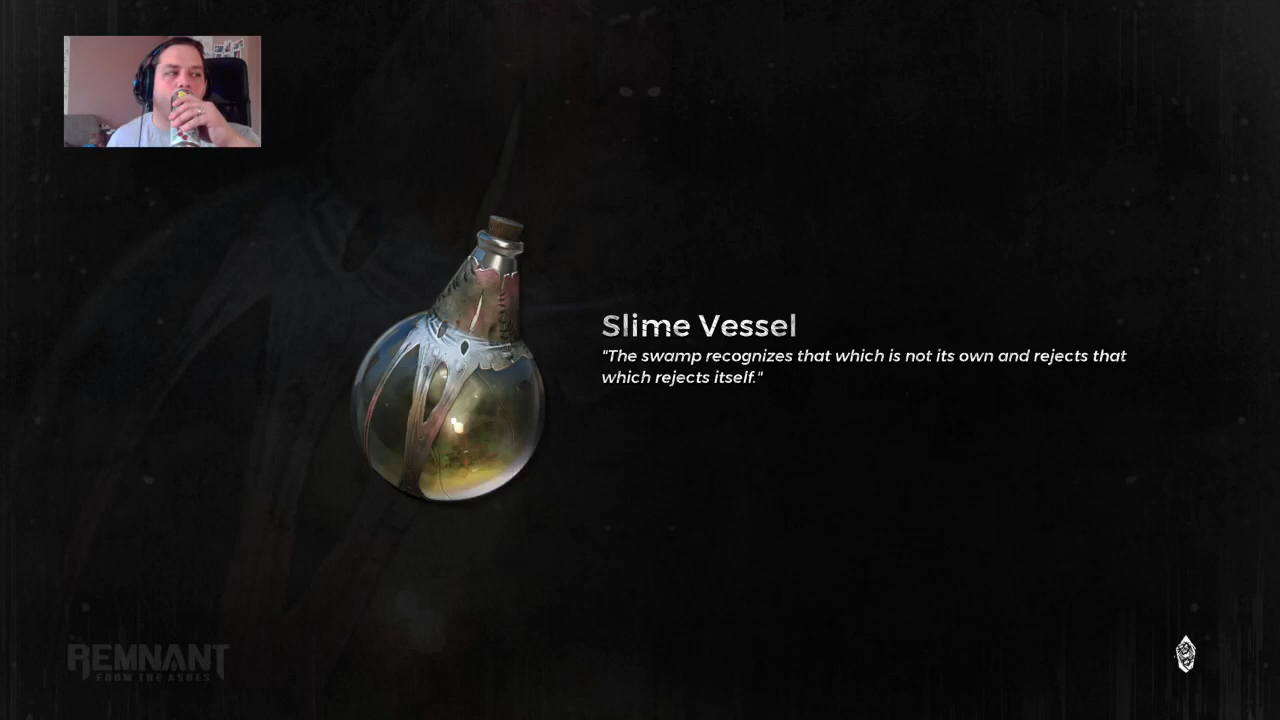 Slime Vessel
"The swamp recognizes that which is not its own and rejects that
which rejects itself."
REMNANT
FROM THE ASHES